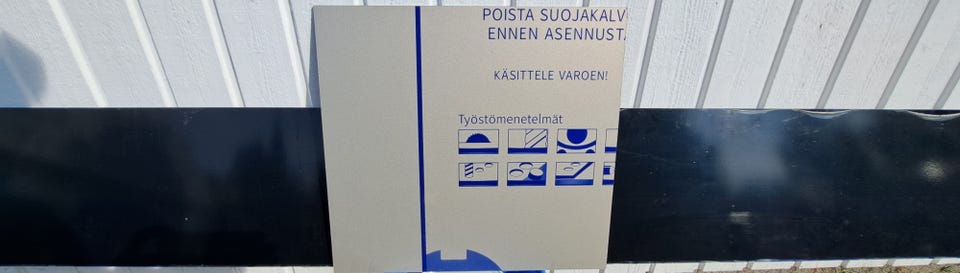 POISTA SUOJAKALV
ENNEN ASENNUST
KÄSITTELE VAROEN!
Työstömenetelmät